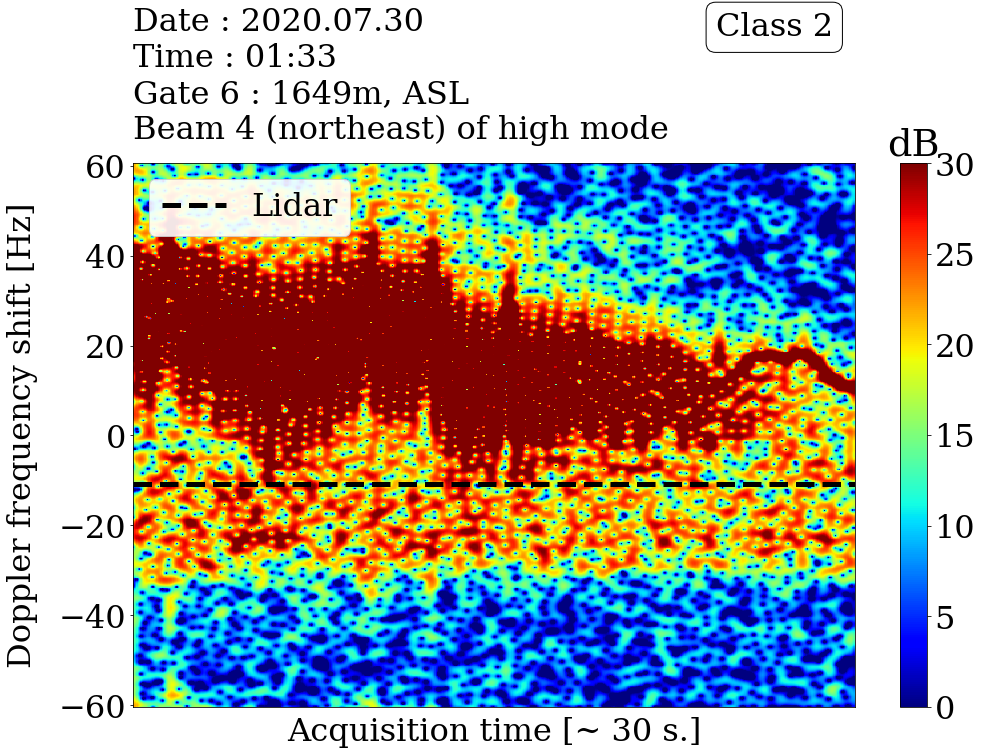 Date : 2020.07.30
Time : 01:33
Gate 6 : 1649m, ASL
Beam 4 (northeast) of high mode
Class 2
dB
Lidar
60
40
20
0
−20
−40
−60
Doppler frequency shift [Hz]
Acquisition time [~ 30 s.]
30
25
20
15
10
5
0